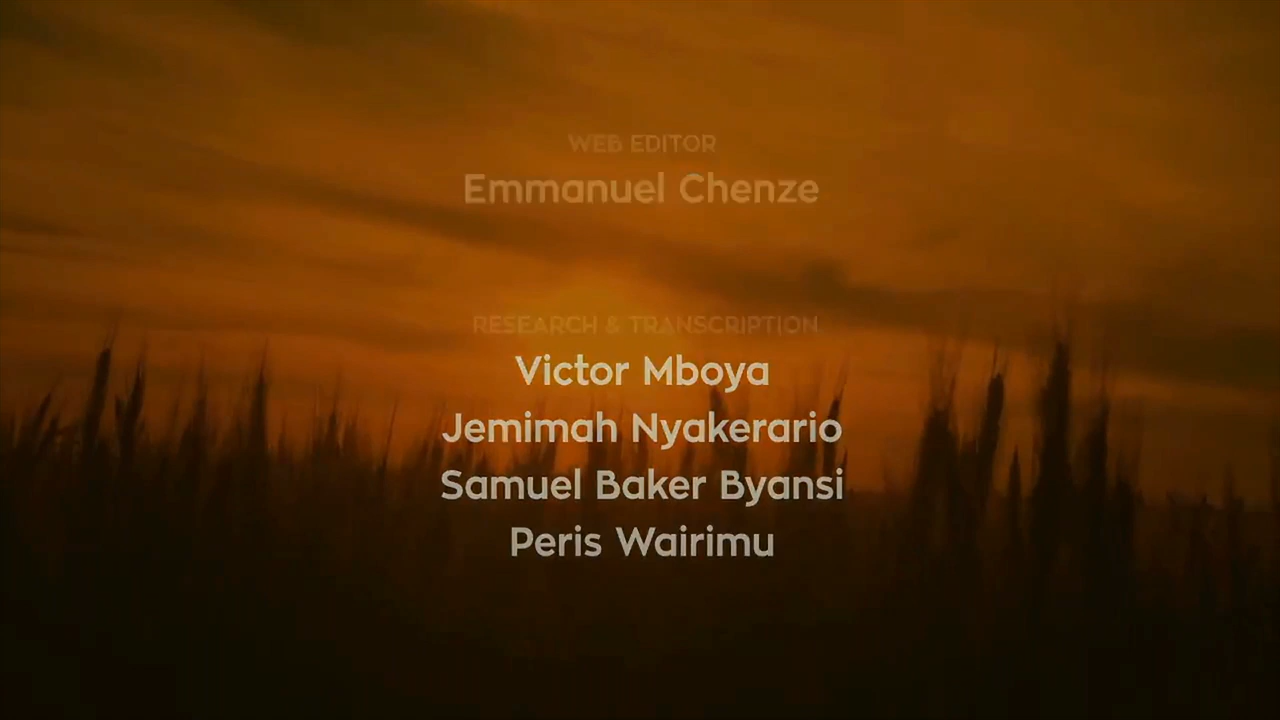 WEB EDITOR
Emmanuel Chenze
RESEARCH & TRANSCRIPTION
Victor Mboya
Jemimah Nyakerario
Samuel Baker Byansi
Peris Wairimu